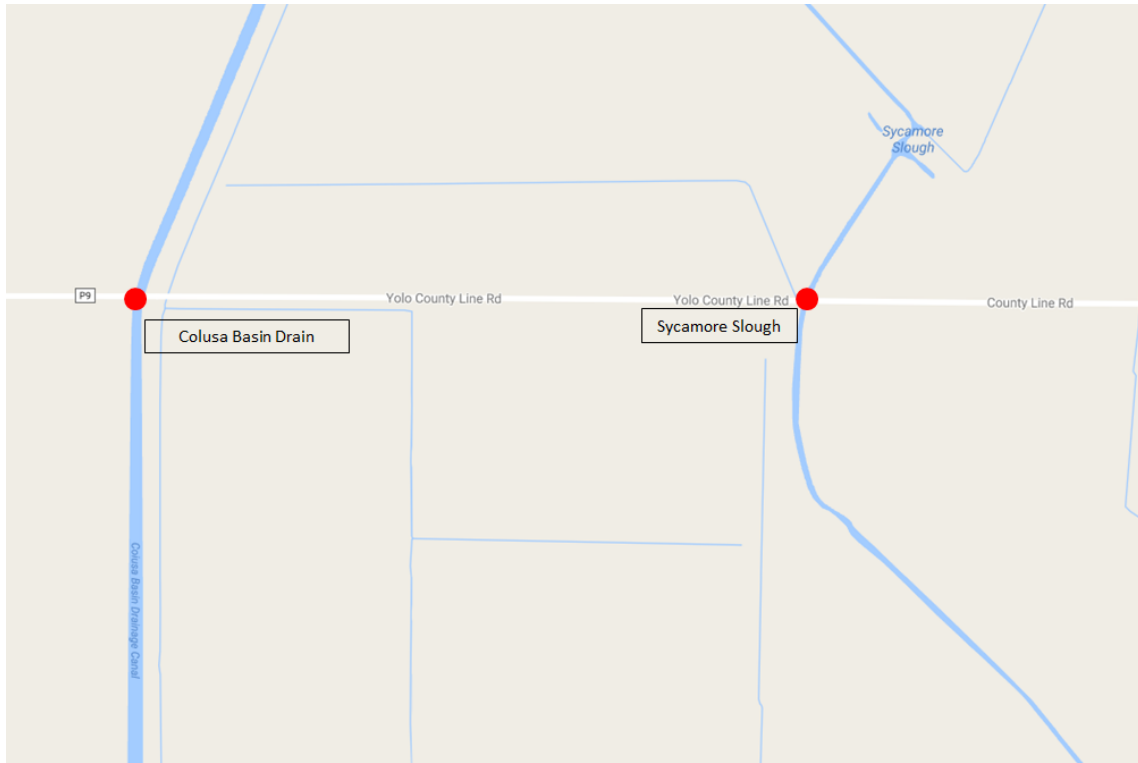 Sycamore
Slough
P9
Yolo County Line Rd
Yolo County Line Rd
County Line Rd
Colusa Basin Drain
Sycamore Slough
Colusa Basin Drainage Canal